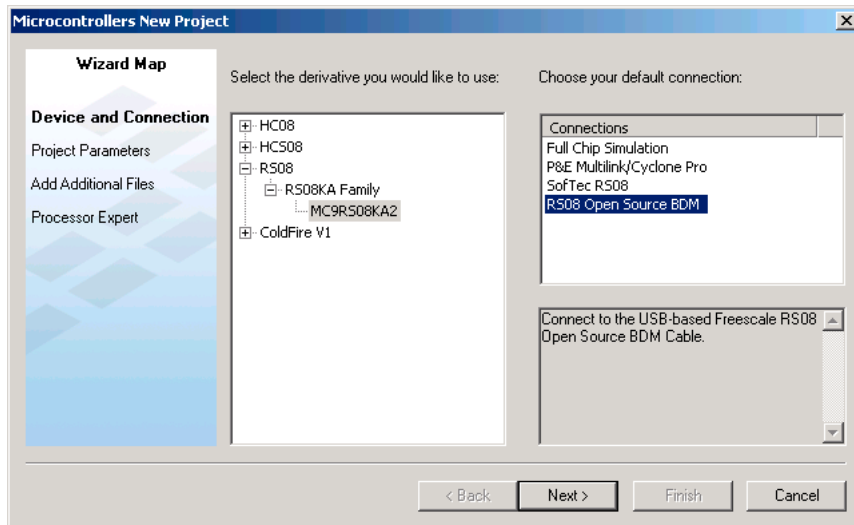 Microcontrollers New Project
Wizard Map
Device and Connection
Project Parameters
Add Additional Files
Processor Expert
Select the derivative you would like to use:
HC08
HCS08
RS08
RS08KA Family
MC9RS08KA2
ColdFire V1
Choose your default connection:
Connections
Full Chip Simulation
P&E Multilink/Cyclone Pro
SofTec RS08
RS08 Open Source BDM
Connect to the USB-based Freescale RS08
Open Source BDM Cable.
< Back
Next >
Finish
Cancel